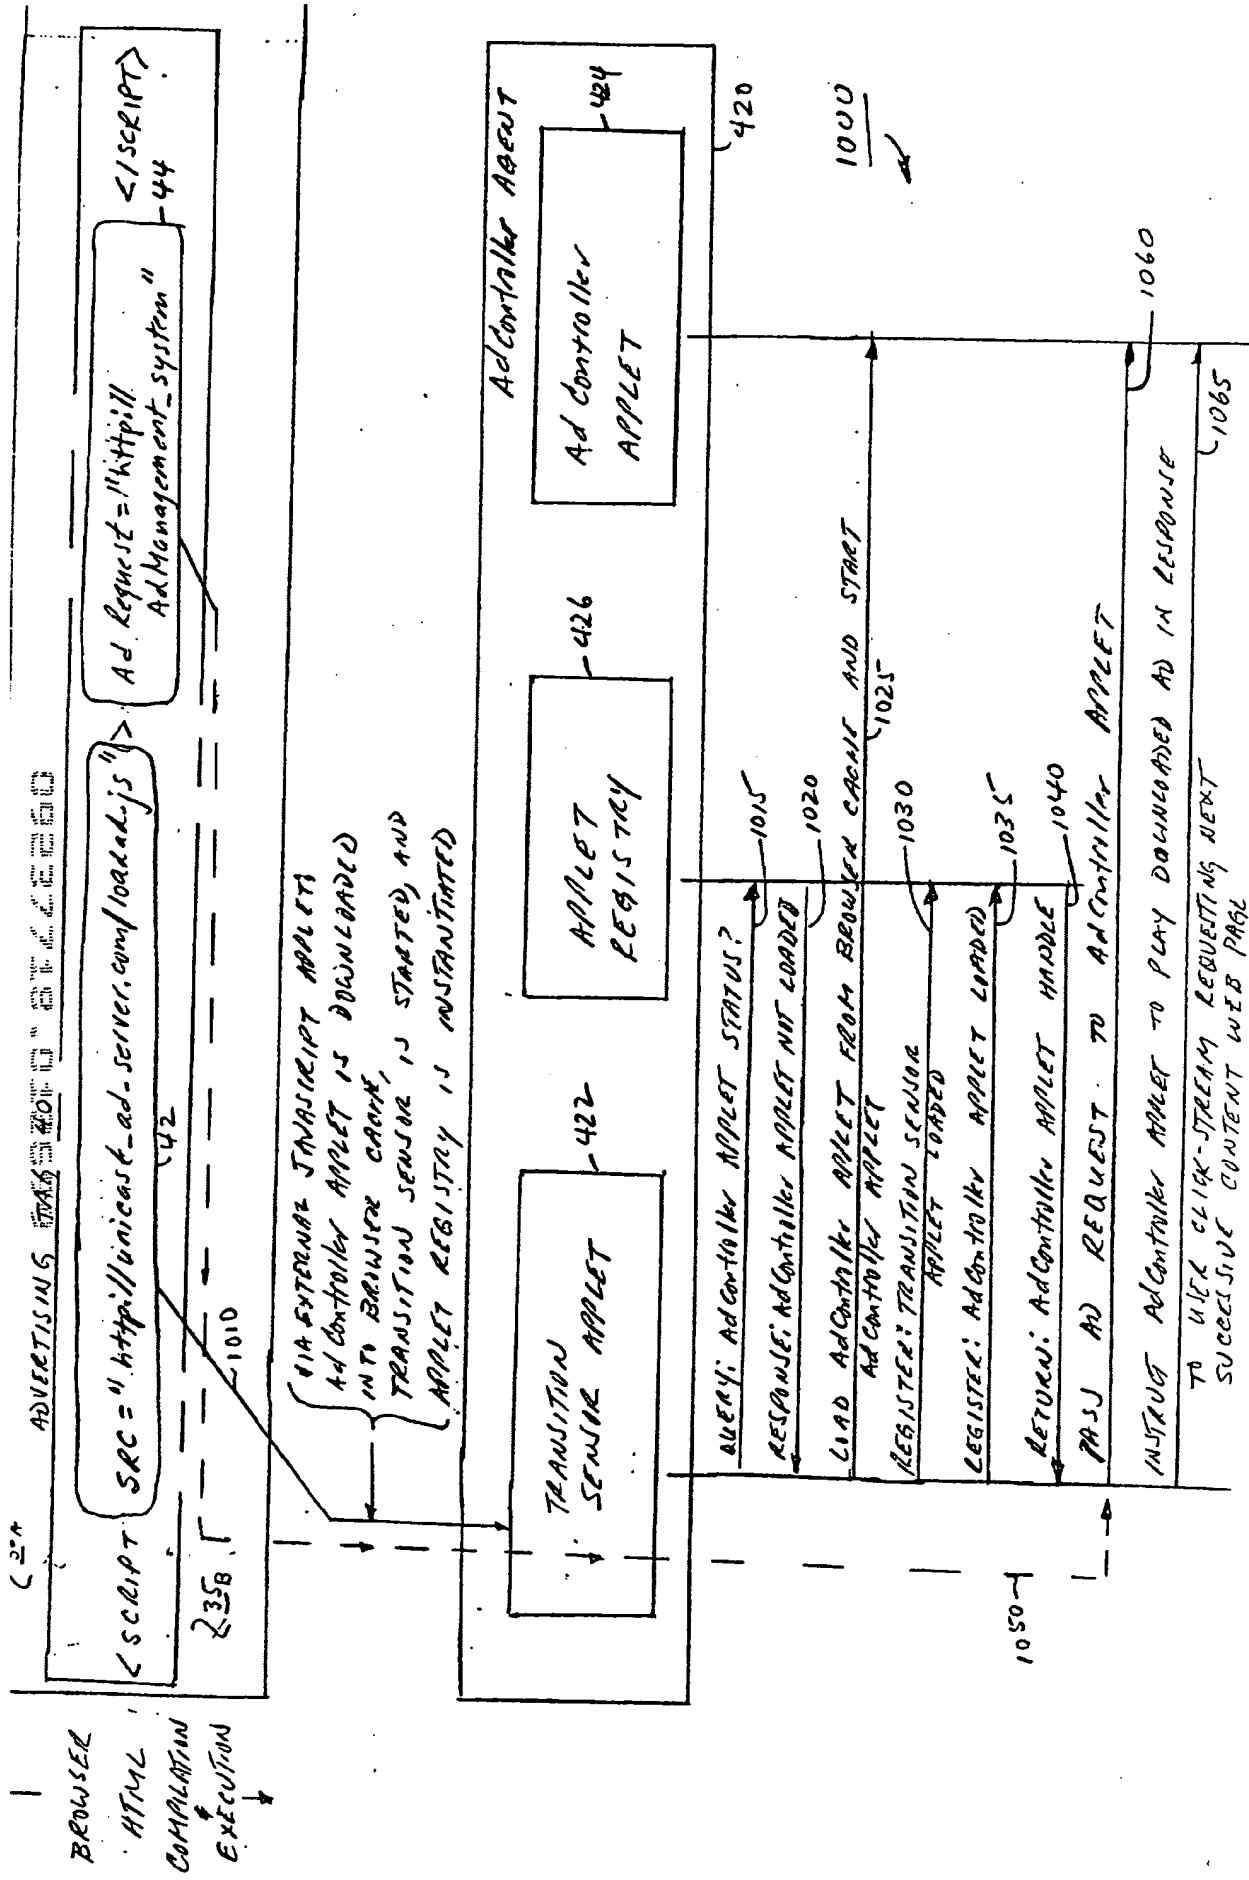 ADVERTISING
<SCRIPT SRC="http://unicast_ad-server.com/loadad.js"> Ad Request="http://
AdManagement_system"
</SCRIPT>
42
44
35B
1010
BROWSER
HTML
COMPILATION
&
EXECUTION
VIA EXTERNAL JAVASCRIPT APPLET;
AdController APPLET IS DOWNLOADED
INTO BROWSER CACHE,
TRANSITION SENSOR IS STARTED, AND
APPLET REGISTRY IS INSTANTIATED
AdController AGENT
TRANSITION
SENSOR APPLET
422
APPLET
REGISTRY
426
Ad Controller
APPLET
424
420
1000
QUERY: AdController APPLET STATUS?
1015
RESPONSE: AdController APPLET NOT LOADED
1020
LOAD AdController APPLET FROM BROWSER CACHE AND START
AdController APPLET
1025
REGISTER: TRANSITION SENSOR
APPLET LOADED
1030
REGISTER: AdController APPLET LOADED
1035
RETURN: AdController APPLET HANDLE
1040
PASS AD REQUEST TO AdController APPLET
1050
1060
INSTRUCT AdController APPLET TO PLAY DOWNLOADED AD IN RESPONSE
TO USER CLICK-STREAM REQUESTING NEXT
SUCCESSIVE CONTENT WEB PAGE
1065